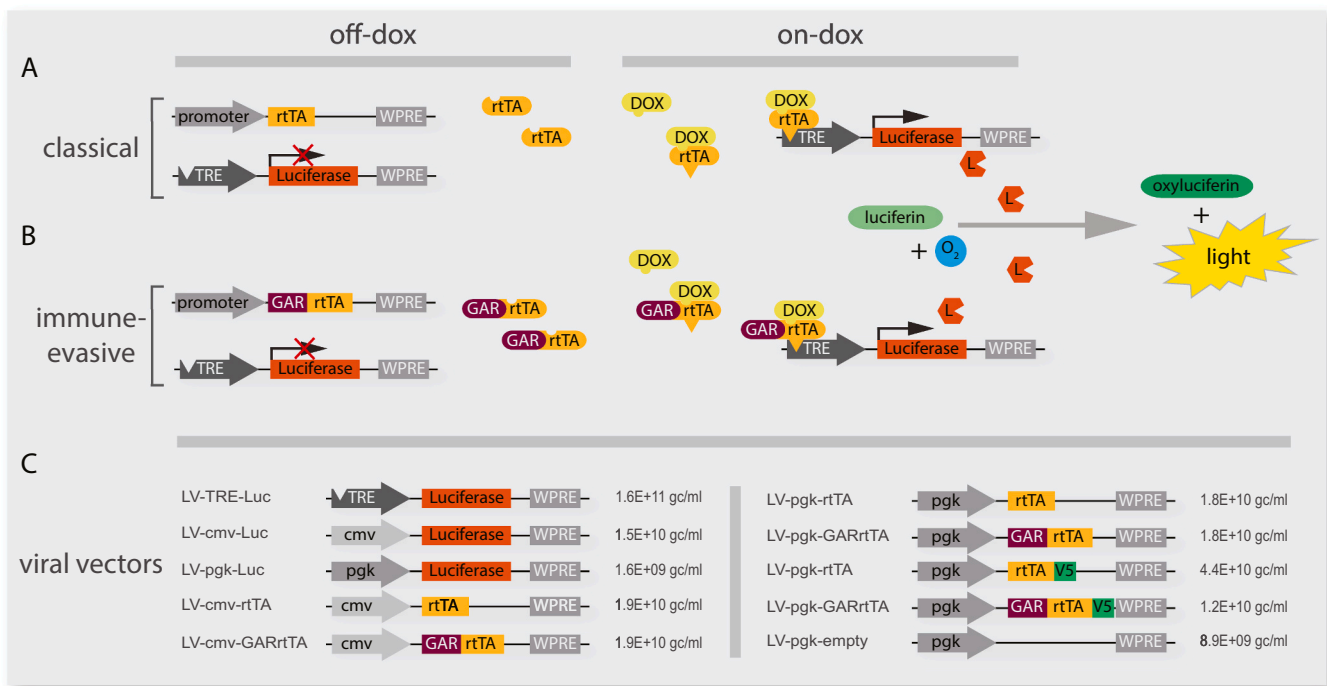 off-dox
on-dox
A
classical
promoter rtTA WPRE
TRE Luciferase WPRE
rtTA
rtTA
DOX
DOX
rtTA
DOX
rtTA
TRE Luciferase WPRE
L
L
luciferin
+ O2
oxyluciferin
+
light
B
immune-
evasive
promoter GAR rtTA WPRE
TRE Luciferase WPRE
GAR rtTA
GAR rtTA
DOX
DOX
GAR rtTA
DOX
GAR rtTA
TRE Luciferase WPRE
L
L
C
viral vectors
LV-TRE-Luc TRE Luciferase WPRE 1.6E+11 gc/ml
LV-cmv-Luc cmv Luciferase WPRE 1.5E+10 gc/ml
LV-pgk-Luc pgk Luciferase WPRE 1.6E+09 gc/ml
LV-cmv-rtTA cmv rtTA WPRE 1.9E+10 gc/ml
LV-cmv-GARrtTA cmv GAR rtTA WPRE 1.9E+10 gc/ml
LV-pgk-rtTA pgk rtTA WPRE 1.8E+10 gc/ml
LV-pgk-GARrtTA pgk GAR rtTA WPRE 1.8E+10 gc/ml
LV-pgk-rtTA pgk rtTA V5 WPRE 4.4E+10 gc/ml
LV-pgk-GARrtTA pgk GAR rtTA V5 WPRE 1.2E+10 gc/ml
LV-pgk-empty pgk WPRE 8.9E+09 gc/ml